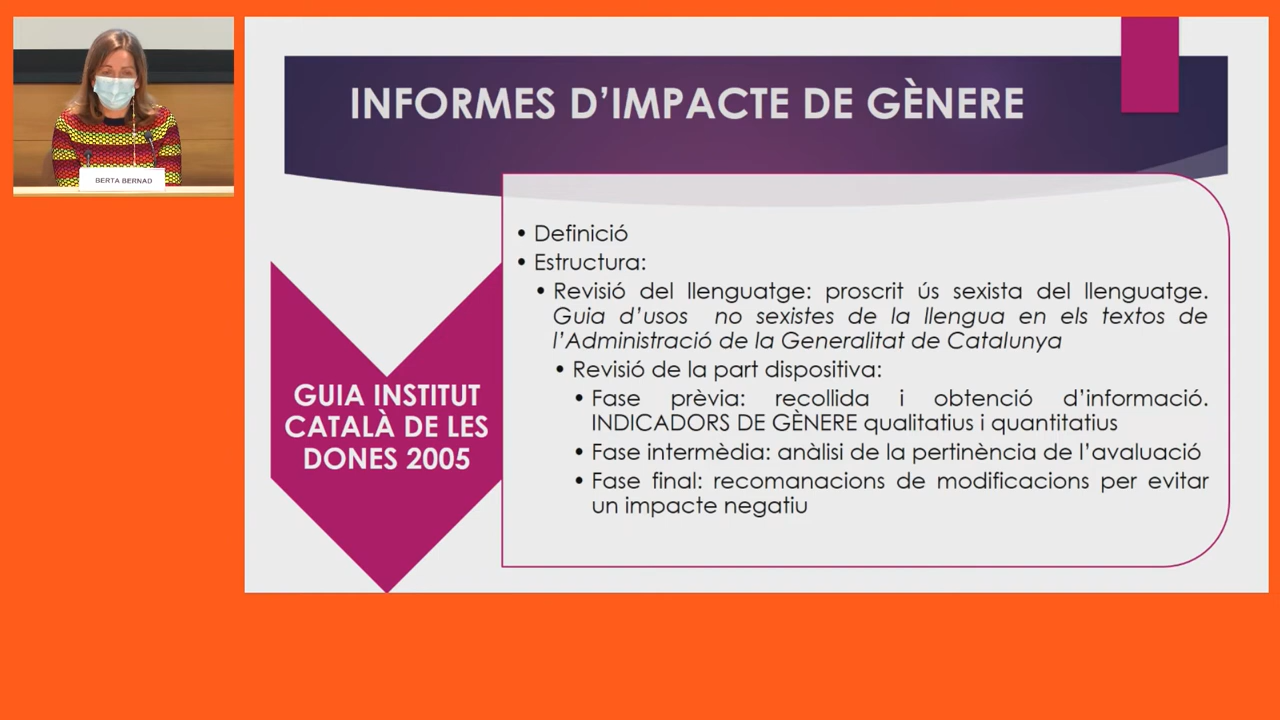 BERTA BERNAD
INFORMES D’IMPACTE DE GÈNERE
GUIA INSTITUT
CATALÀ DE LES
DONES 2005
• Definició
• Estructura:
• Revisió del llenguatge: proscrit ús sexista del llenguatge.
Guia d’usos no sexistes de la llengua en els textos de
l’Administració de la Generalitat de Catalunya
• Revisió de la part dispositiva:
• Fase prèvia: recollida i obtenció d’informació.
INDICADORS DE GÈNERE qualitatius i quantitatius
• Fase intermèdia: anàlisi de la pertinència de l’avaluació
• Fase final: recomanacions de modificacions per evitar
un impacte negatiu